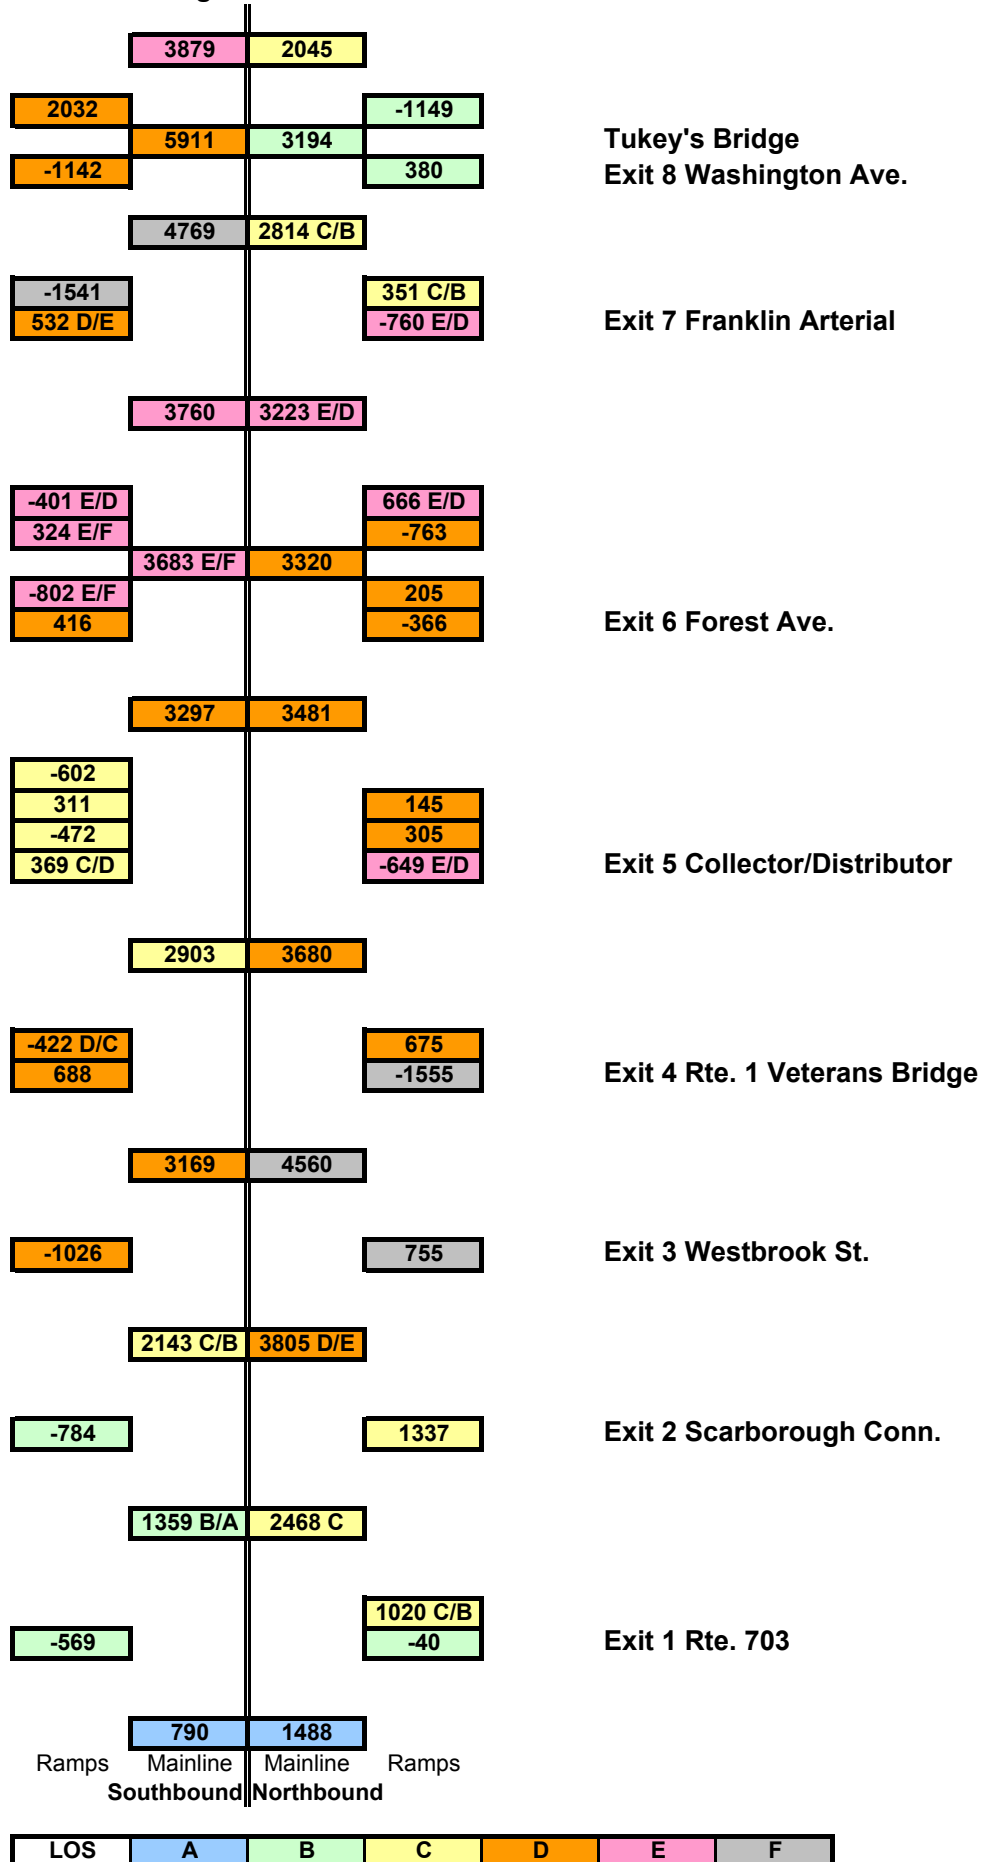 3879 2045
2032 -1149
5911 3194 Tukey's Bridge
-1142 380 Exit 8 Washington Ave.
4769 2814 C/B
-1541 351 C/B
532 D/E -760 E/D Exit 7 Franklin Arterial
3760 3223 E/D
-401 E/D 666 E/D
324 E/F -763
3683 E/F 3320
-802 E/F 205
416 -366 Exit 6 Forest Ave.
3297 3481
-602
311 145
-472 305
369 C/D -649 E/D Exit 5 Collector/Distributor
2903 3680
-422 D/C 675
688 -1555 Exit 4 Rte. 1 Veterans Bridge
3169 4560
-1026 755 Exit 3 Westbrook St.
2143 C/B 3805 D/E
-784 1337 Exit 2 Scarborough Conn.
1359 B/A 2468 C
1020 C/B
-569 -40 Exit 1 Rte. 703
790 1488
Ramps Mainline Mainline Ramps
Southbound Northbound
LOS A B C D E F